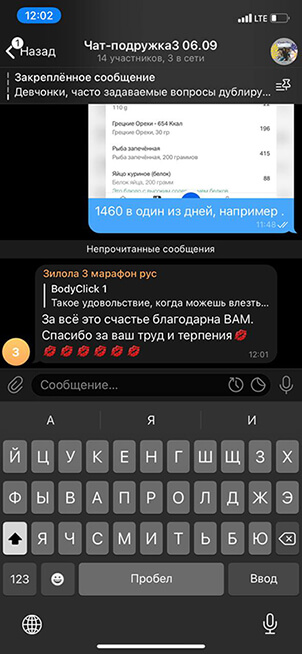 12:02
LTE
1
Назад
Чат-подружка3 06.09
14 участников, 3 в сети
Закреплённое сообщение
Девчонки, часто задаваемые вопросы дублиру...
110 g
Грецкие Орехи - 654 Ккал
Грецкие Орехи, 30 гр
196
Рыба запечённая
Рыба запечённая, 200 граммов
415
Яйцо куриное (белок)
Белок яйца, 200 грамм
88
1460 в один из дней, например .
11:48
Непрочитанные сообщения
Зилола 3 марафон рус
BodyClick 1
Такое удовольствие, когда можешь влезть...
За всё это счастье благодарна ВАМ.
Спасибо за ваш труд и терпения💋
💋💋💋💋💋💋
12:01
З
Сообщение...
А Я И
Й Ц У К Е Н Г Ш Щ З Х
Ф Ы В А П Р О Л Д Ж Э
Я Ч С М И Т Ь Б Ю
123 Пробел Ввод